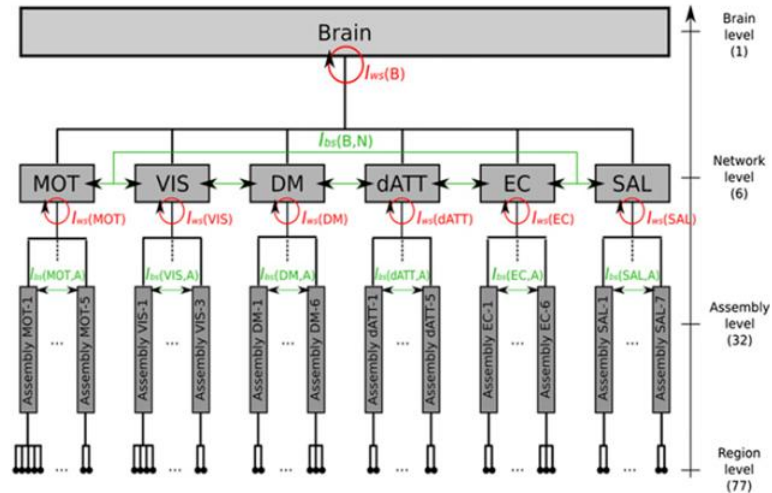 Brain
Brain
level
(1)
Iws(B)
Ibs(B,N)
MOT
VIS
DM
dATT
EC
SAL
Network
level
(6)
Iws(MOT)
Iws(VIS)
Iws(DM)
Iws(dATT)
Iws(EC)
Iws(SAL)
Ibs(MOT,A)
Ibs(VIS,A)
Ibs(DM,A)
Ibs(dATT,A)
Ibs(EC,A)
Ibs(SAL,A)
Assembly MOT-1
...
Assembly MOT-5
Assembly VIS-1
...
Assembly VIS-3
Assembly DM-1
...
Assembly DM-6
Assembly dATT-1
...
Assembly dATT-5
Assembly EC-1
...
Assembly EC-6
Assembly SAL-1
...
Assembly SAL-7
Assembly
level
(32)
...
...
...
...
...
...
Region
level
(77)